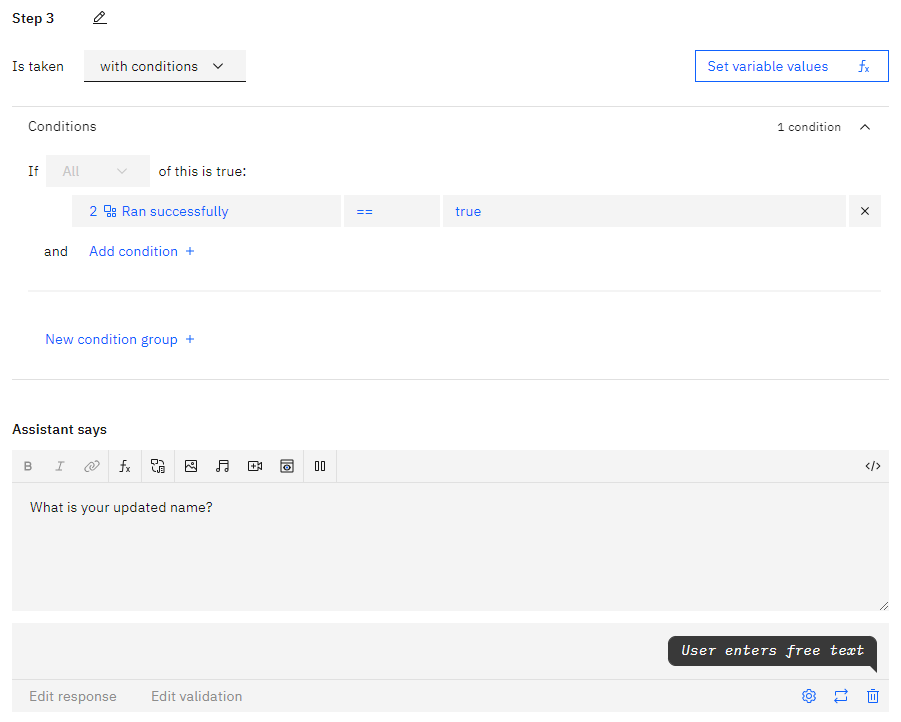 Step 3
Is taken with conditions Set variable values fx
Conditions 1 condition
If All of this is true:
2 Ran successfully == true
and Add condition +
New condition group +
Assistant says
B I fx </>
What is your updated name?
User enters free text
Edit response Edit validation